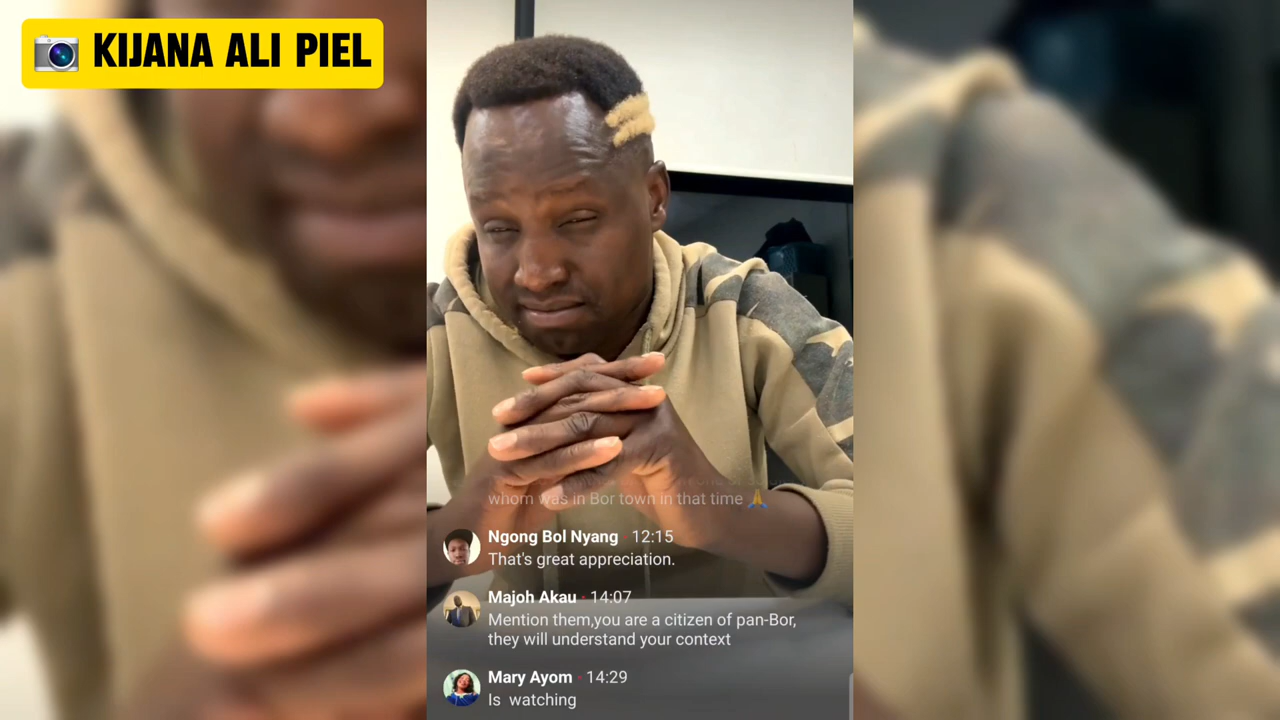 KIJANA ALI PIEL
whom was in Bor town in that time 🙏
Ngong Bol Nyang · 12:15
That's great appreciation.
Majoh Akau · 14:07
Mention them,you are a citizen of pan-Bor,
they will understand your context
Mary Ayom · 14:29
Is watching